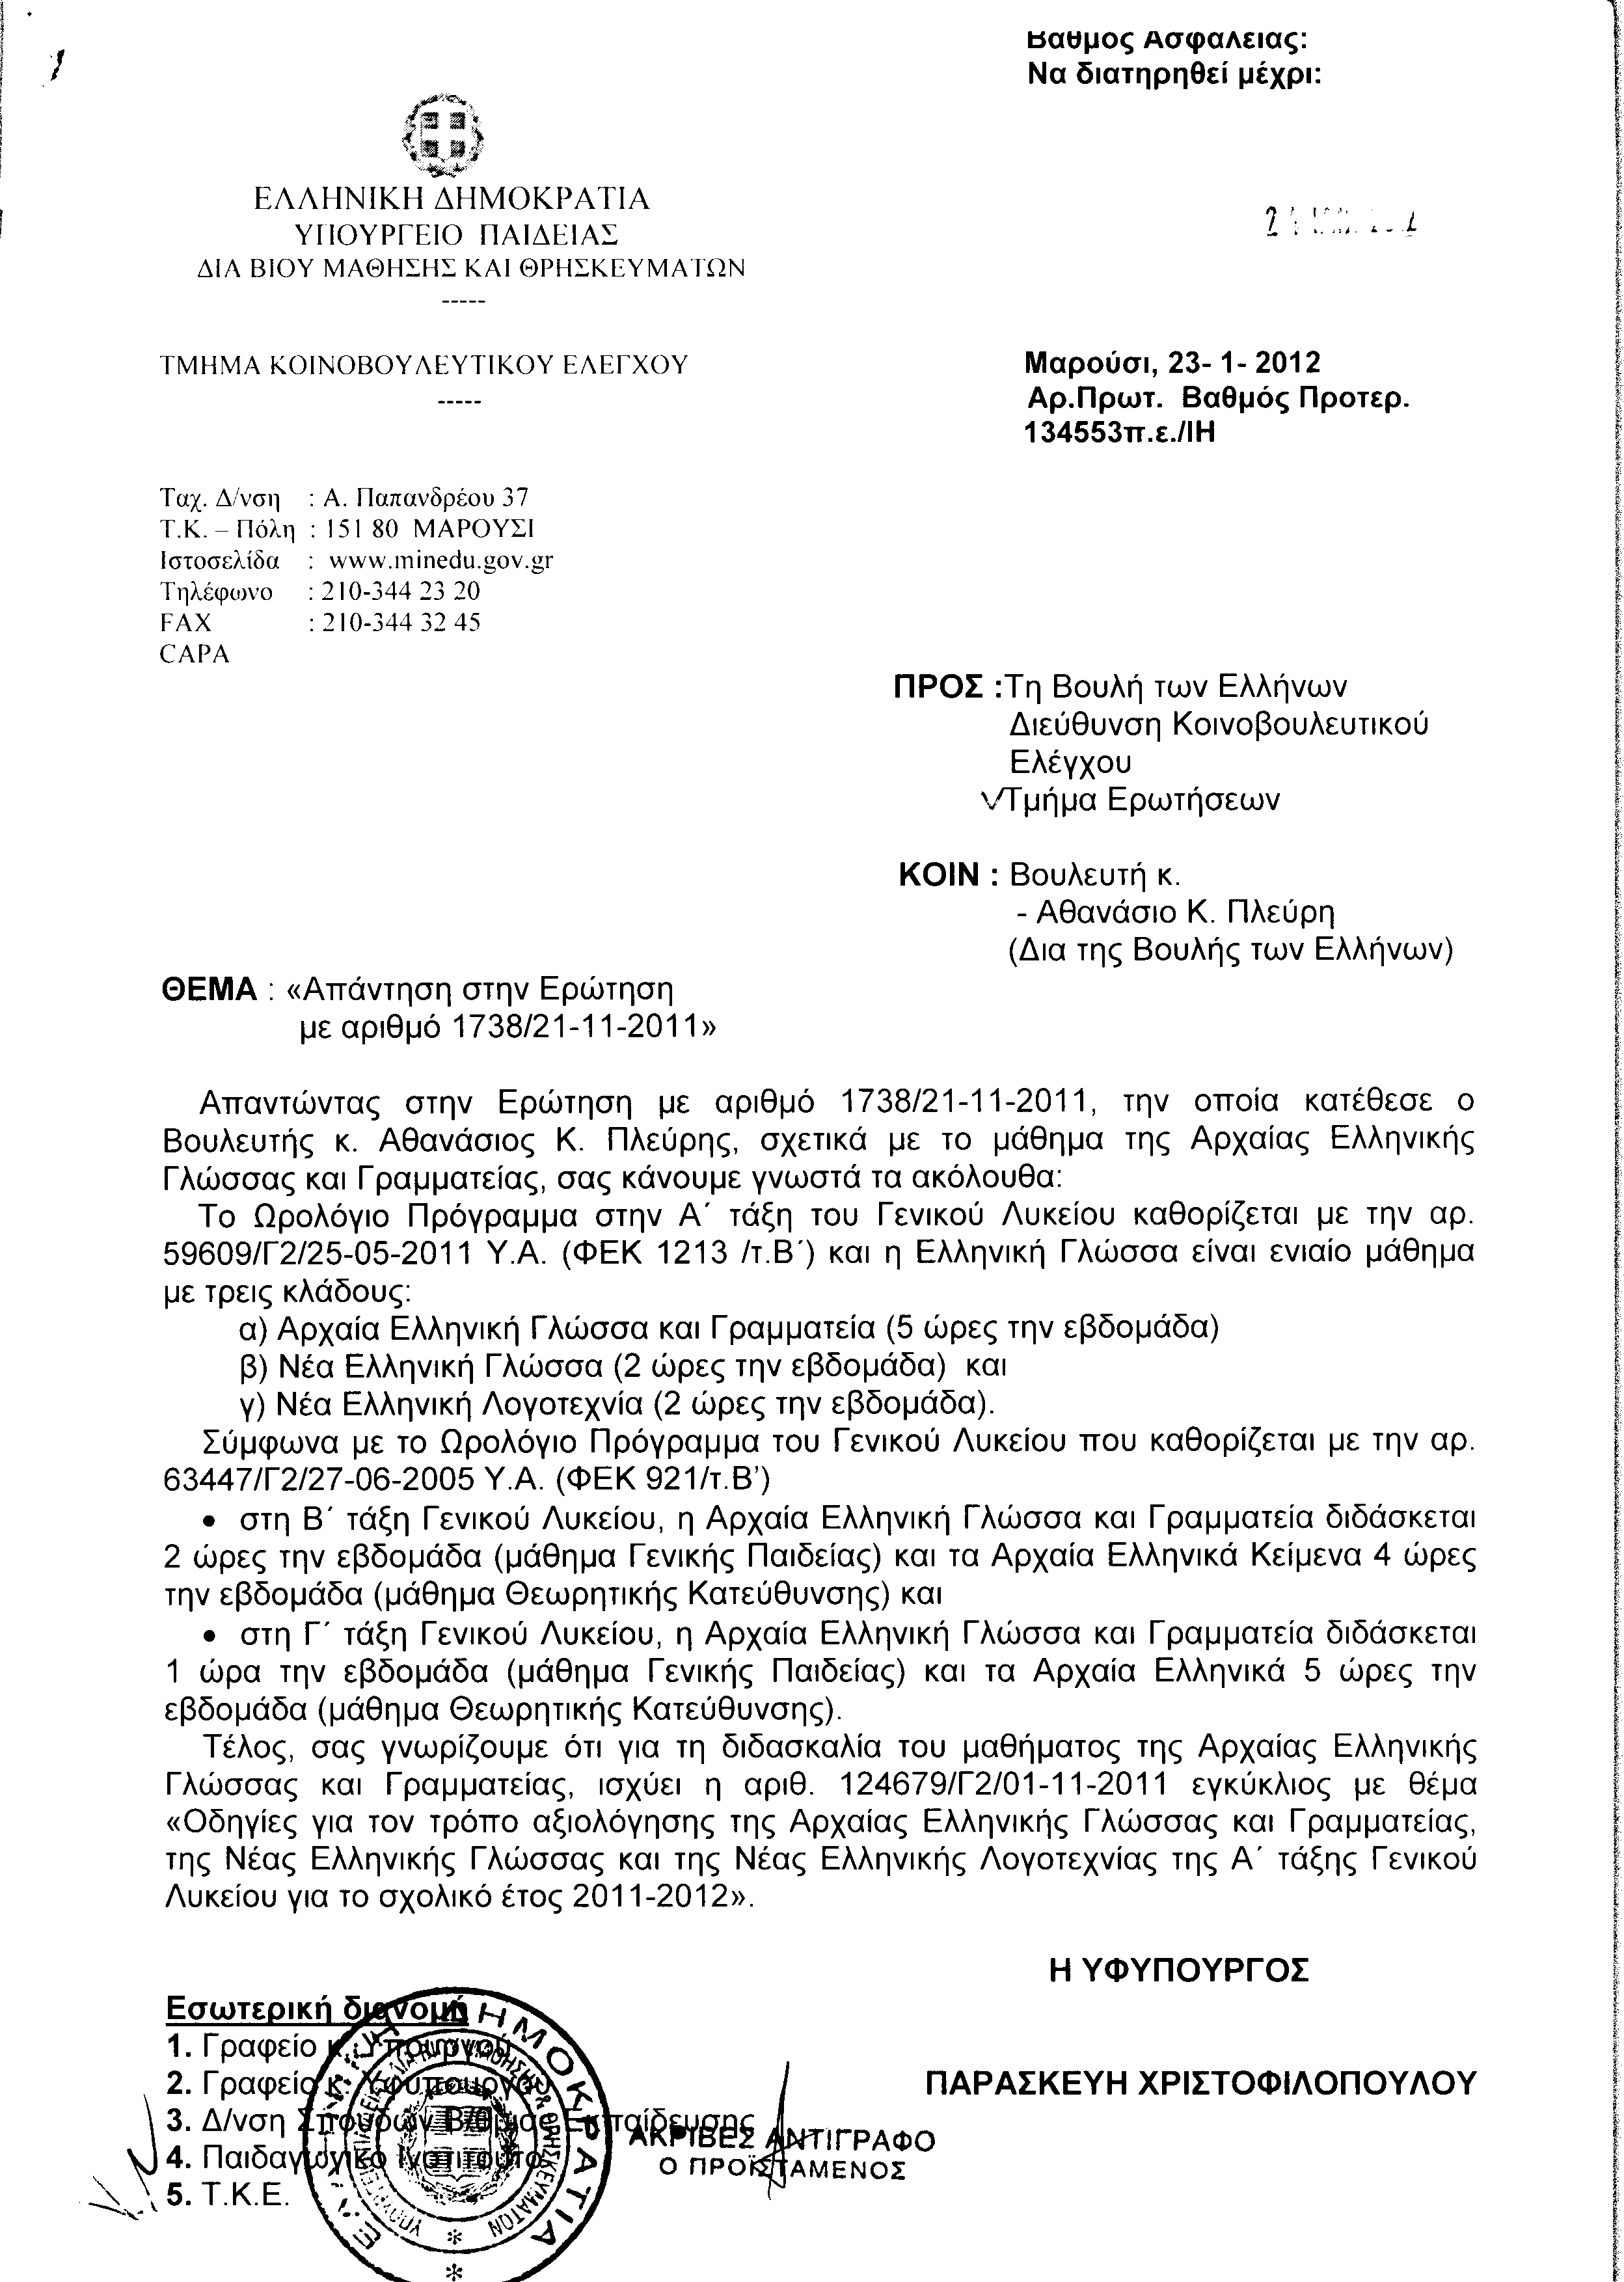 Βαθμός Ασφαλείας:
Να διατηρηθεί μέχρι:
ΕΛΛΗΝΙΚΗ ΔΗΜΟΚΡΑΤΙΑ
ΥΠΟΥΡΓΕΙΟ ΠΑΙΔΕΙΑΣ
ΔΙΑ ΒΙΟΥ ΜΑΘΗΣΗΣ ΚΑΙ ΘΡΗΣΚΕΥΜΑΤΩΝ
-----
ΤΜΗΜΑ ΚΟΙΝΟΒΟΥΛΕΥΤΙΚΟΥ ΕΛΕΓΧΟΥ
-----
Μαρούσι, 23- 1- 2012
Αρ.Πρωτ. Βαθμός Προτερ.
134553π.ε./ΙΗ
Ταχ. Δ/νση : Α. Παπανδρέου 37
Τ.Κ. – Πόλη : 151 80 ΜΑΡΟΥΣΙ
Ιστοσελίδα : www.minedu.gov.gr
Τηλέφωνο : 210-344 23 20
FAX : 210-344 32 45
CAPA
ΠΡΟΣ :Τη Βουλή των Ελλήνων
Διεύθυνση Κοινοβουλευτικού
Ελέγχου
Τμήμα Ερωτήσεων
ΚΟΙΝ : Βουλευτή κ.
- Αθανάσιο Κ. Πλεύρη
(Δια της Βουλής των Ελλήνων)
ΘΕΜΑ : «Απάντηση στην Ερώτηση
με αριθμό 1738/21-11-2011»
Απαντώντας στην Ερώτηση με αριθμό 1738/21-11-2011, την οποία κατέθεσε ο
Βουλευτής κ. Αθανάσιος Κ. Πλεύρης, σχετικά με το μάθημα της Αρχαίας Ελληνικής
Γλώσσας και Γραμματείας, σας κάνουμε γνωστά τα ακόλουθα:
Το Ωρολόγιο Πρόγραμμα στην Α΄ τάξη του Γενικού Λυκείου καθορίζεται με την αρ.
59609/Γ2/25-05-2011 Υ.Α. (ΦΕΚ 1213 /τ.Β΄) και η Ελληνική Γλώσσα είναι ενιαίο μάθημα
με τρεις κλάδους:
α) Αρχαία Ελληνική Γλώσσα και Γραμματεία (5 ώρες την εβδομάδα)
β) Νέα Ελληνική Γλώσσα (2 ώρες την εβδομάδα) και
γ) Νέα Ελληνική Λογοτεχνία (2 ώρες την εβδομάδα).
Σύμφωνα με το Ωρολόγιο Πρόγραμμα του Γενικού Λυκείου που καθορίζεται με την αρ.
63447/Γ2/27-06-2005 Υ.Α. (ΦΕΚ 921/τ.Β’)
• στη Β΄ τάξη Γενικού Λυκείου, η Αρχαία Ελληνική Γλώσσα και Γραμματεία διδάσκεται
2 ώρες την εβδομάδα (μάθημα Γενικής Παιδείας) και τα Αρχαία Ελληνικά Κείμενα 4 ώρες
την εβδομάδα (μάθημα Θεωρητικής Κατεύθυνσης) και
• στη Γ΄ τάξη Γενικού Λυκείου, η Αρχαία Ελληνική Γλώσσα και Γραμματεία διδάσκεται
1 ώρα την εβδομάδα (μάθημα Γενικής Παιδείας) και τα Αρχαία Ελληνικά 5 ώρες την
εβδομάδα (μάθημα Θεωρητικής Κατεύθυνσης).
Τέλος, σας γνωρίζουμε ότι για τη διδασκαλία του μαθήματος της Αρχαίας Ελληνικής
Γλώσσας και Γραμματείας, ισχύει η αριθ. 124679/Γ2/01-11-2011 εγκύκλιος με θέμα
«Οδηγίες για τον τρόπο αξιολόγησης της Αρχαίας Ελληνικής Γλώσσας και Γραμματείας,
της Νέας Ελληνικής Γλώσσας και της Νέας Ελληνικής Λογοτεχνίας της Α΄ τάξης Γενικού
Λυκείου για το σχολικό έτος 2011-2012».
Η ΥΦΥΠΟΥΡΓΟΣ
ΠΑΡΑΣΚΕΥΗ ΧΡΙΣΤΟΦΙΛΟΠΟΥΛΟΥ
Εσωτερική διανομή
1. Γραφείο κ. Υπουργού
2. Γραφείο κ. Υφυπουργού
3. Δ/νση Σπουδών Β/θμιας Εκπαίδευσης
4. Παιδαγωγικό Ινστιτούτο
5. Τ.Κ.Ε.
ΑΚΡΙΒΕΣ ΑΝΤΙΓΡΑΦΟ
Ο ΠΡΟΪΣΤΑΜΕΝΟΣ
ΕΛΛΗΝΙΚΗ ΔΗΜΟΚΡΑΤΙΑ